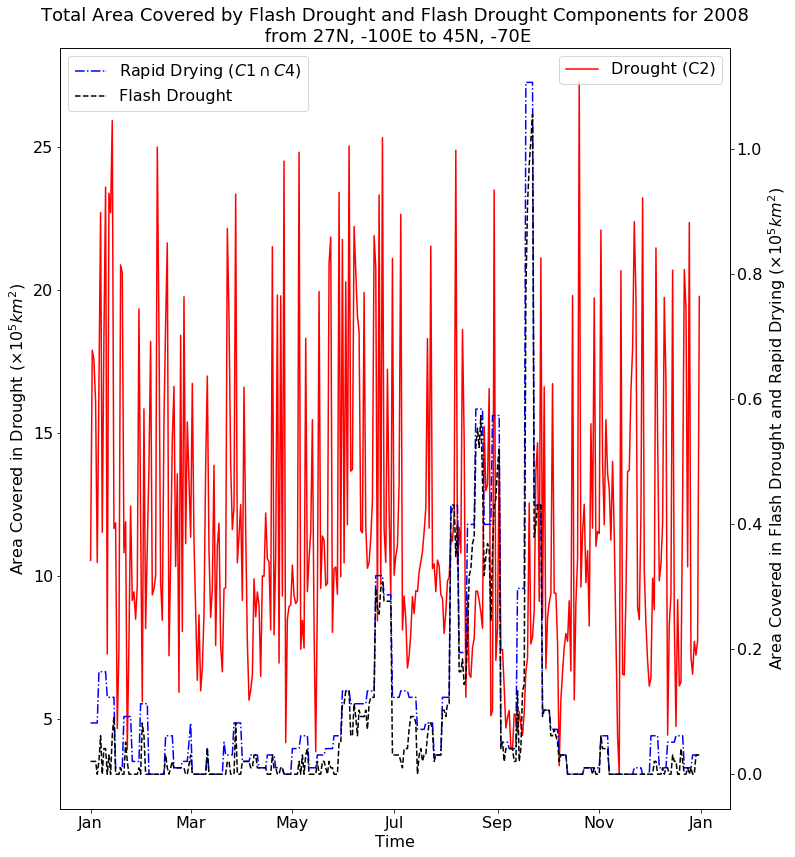 Total Area Covered by Flash Drought and Flash Drought Components for 2008
from 27N, -100E to 45N, -70E
Rapid Drying (C1 ∩ C4)
Flash Drought
Drought (C2)
Area Covered in Drought (×10⁵km²)
25
20
15
10
5
1.0
0.8
0.6
0.4
0.2
0.0
Area Covered in Flash Drought and Rapid Drying (×10⁵km²)
Jan Mar May Jul Sep Nov Jan
Time